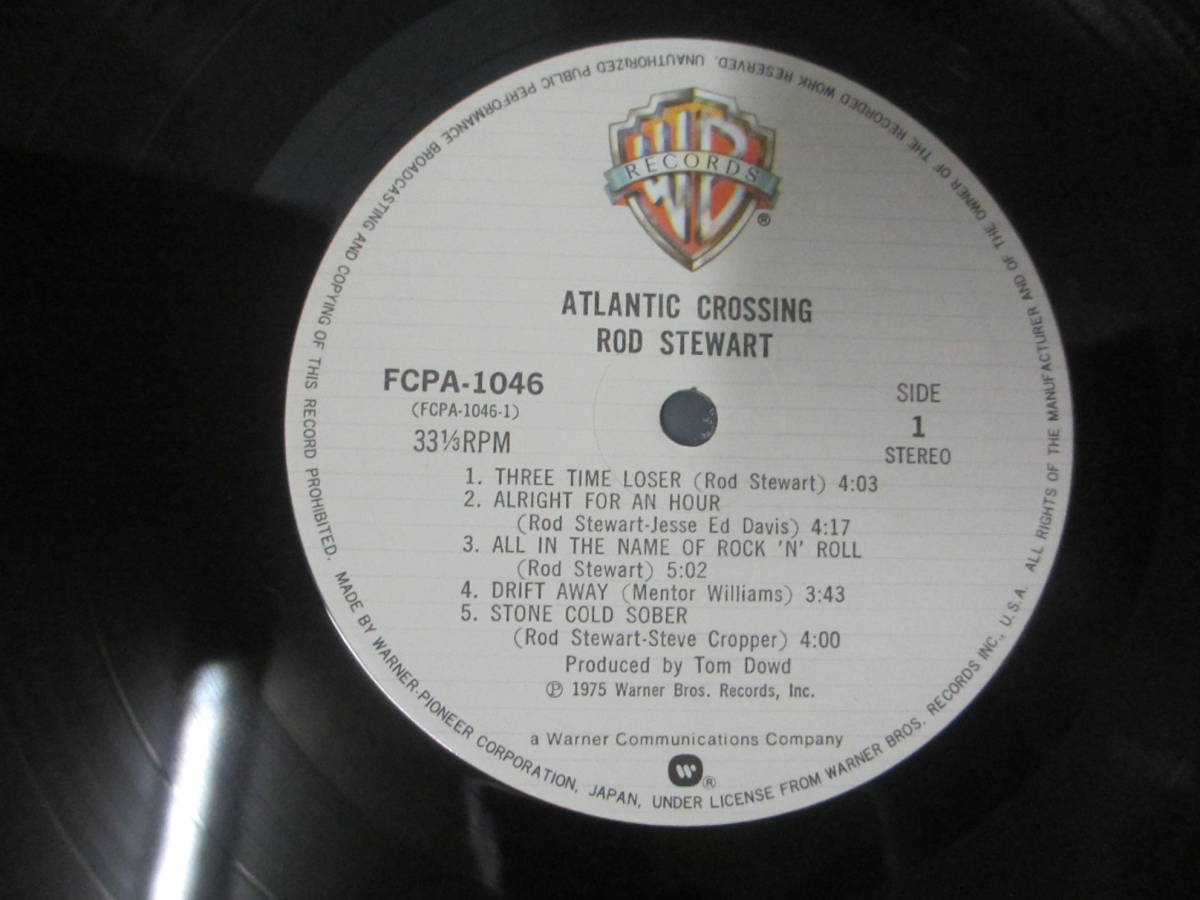 WB
RECORDS
®
ATLANTIC CROSSING
ROD STEWART
FCPA-1046
(FCPA-1046-1)
33⅓RPM
SIDE
1
STEREO
1. THREE TIME LOSER (Rod Stewart) 4:03
2. ALRIGHT FOR AN HOUR
(Rod Stewart-Jesse Ed Davis) 4:17
3. ALL IN THE NAME OF ROCK 'N' ROLL
(Rod Stewart) 5:02
4. DRIFT AWAY (Mentor Williams) 3:43
5. STONE COLD SOBER
(Rod Stewart-Steve Cropper) 4:00
Produced by Tom Dowd
℗ 1975 Warner Bros. Records, Inc.
a Warner Communications Company
®
MADE BY WARNER-PIONEER CORPORATION, JAPAN, UNDER LICENSE FROM WARNER BROS. RECORDS INC., U.S.A. ALL RIGHTS OF THE MANUFACTURER AND OF THE OWNER OF THE RECORDED WORK RESERVED. UNAUTHORIZED PUBLIC PERFORMANCE BROADCASTING AND COPYING OF THIS RECORD PROHIBITED.